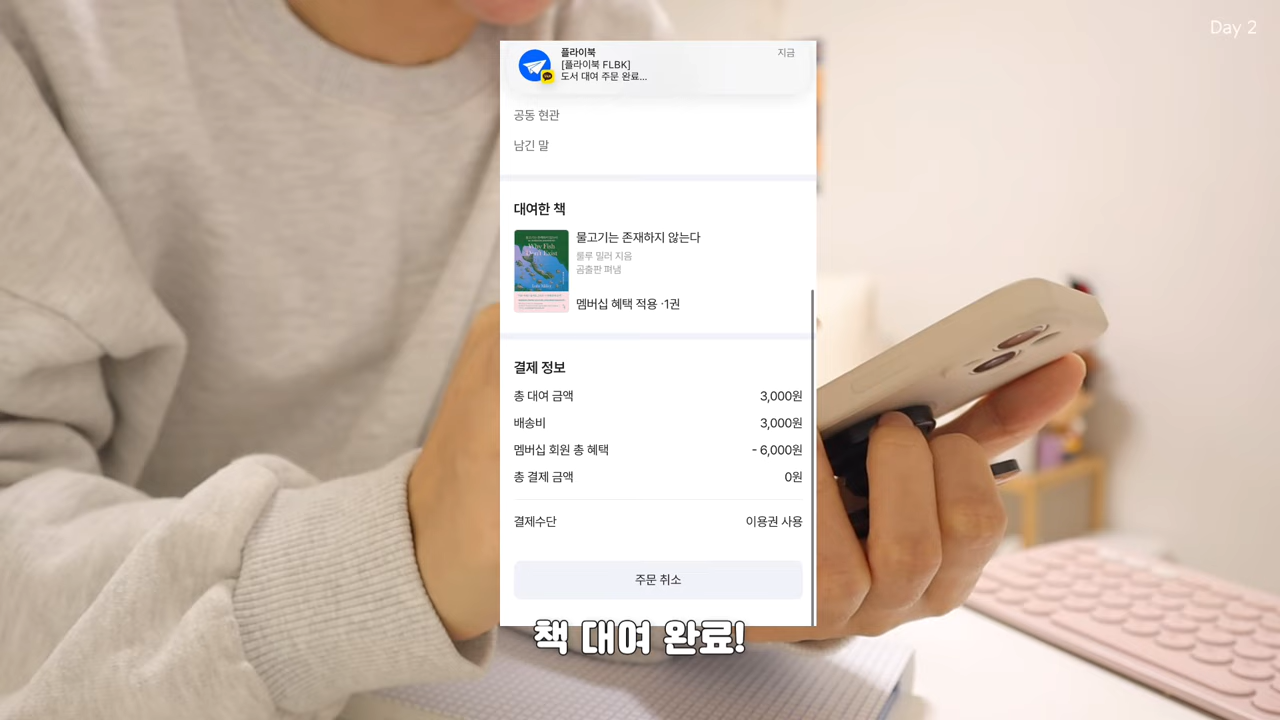 Day 2
플라이북
지금
[플라이북 FLBK]
도서 대여 주문 완료...
공동 현관
남긴 말
대여한 책
물고기는 존재하지 않는다
룰루 밀러 지음
곰출판 펴냄
Why Fish
Don't Exist
멤버십 혜택 적용 ·1권
결제 정보
총 대여 금액 3,000원
배송비 3,000원
멤버십 회원 총 혜택 - 6,000원
총 결제 금액 0원
결제수단 이용권 사용
주문 취소
책 대여 완료!